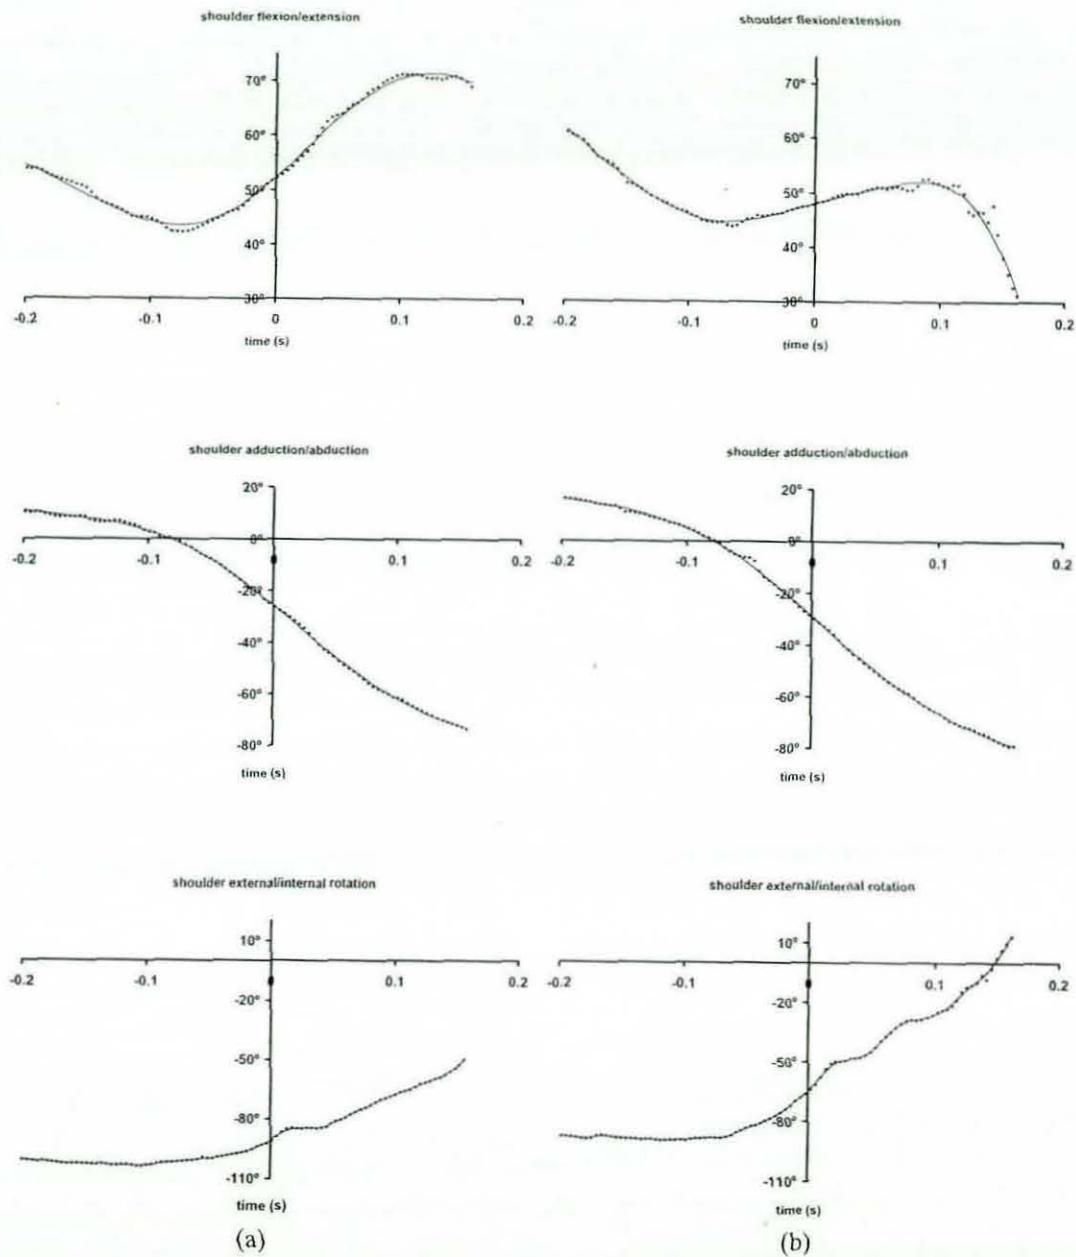 shoulder flexion/extension
shoulder flexion/extension
70°
60°
50°
40°
30°
-0.2 -0.1 0 0.1 0.2
time (s)
70°
60°
50°
40°
30°
-0.2 -0.1 0 0.1 0.2
time (s)
shoulder adduction/abduction
shoulder adduction/abduction
20°
0°
-0.2 -0.1 0 0.1 0.2
-20°
-40°
-60°
-80°
time (s)
20°
0°
-0.2 -0.1 0 0.1 0.2
-20°
-40°
-60°
-80°
time (s)
shoulder external/internal rotation
shoulder external/internal rotation
10°
-0.2 -0.1 0 0.1 0.2
-20°
-50°
-80°
-110°
time (s)
10°
-0.2 -0.1 0 0.1 0.2
-20°
-50°
-80°
-110°
time (s)
(a)
(b)